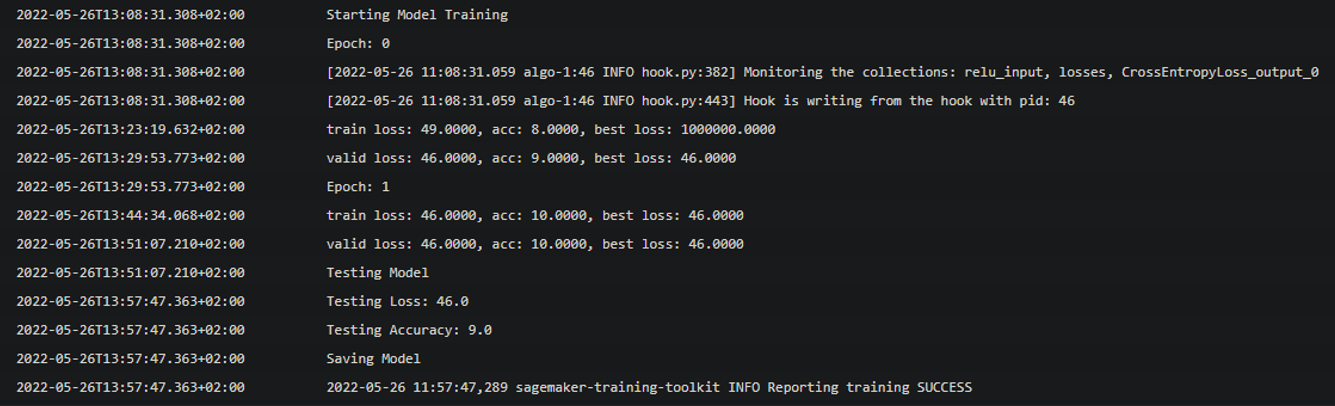 2022-05-26T13:08:31.308+02:00 Starting Model Training
2022-05-26T13:08:31.308+02:00 Epoch: 0
2022-05-26T13:08:31.308+02:00 [2022-05-26 11:08:31.059 algo-1:46 INFO hook.py:382] Monitoring the collections: relu_input, losses, CrossEntropyLoss_output_0
2022-05-26T13:08:31.308+02:00 [2022-05-26 11:08:31.059 algo-1:46 INFO hook.py:443] Hook is writing from the hook with pid: 46
2022-05-26T13:23:19.632+02:00 train loss: 49.0000, acc: 8.0000, best loss: 1000000.0000
2022-05-26T13:29:53.773+02:00 valid loss: 46.0000, acc: 9.0000, best loss: 46.0000
2022-05-26T13:29:53.773+02:00 Epoch: 1
2022-05-26T13:44:34.068+02:00 train loss: 46.0000, acc: 10.0000, best loss: 46.0000
2022-05-26T13:51:07.210+02:00 valid loss: 46.0000, acc: 10.0000, best loss: 46.0000
2022-05-26T13:51:07.210+02:00 Testing Model
2022-05-26T13:57:47.363+02:00 Testing Loss: 46.0
2022-05-26T13:57:47.363+02:00 Testing Accuracy: 9.0
2022-05-26T13:57:47.363+02:00 Saving Model
2022-05-26T13:57:47.363+02:00 2022-05-26 11:57:47,289 sagemaker-training-toolkit INFO Reporting training SUCCESS